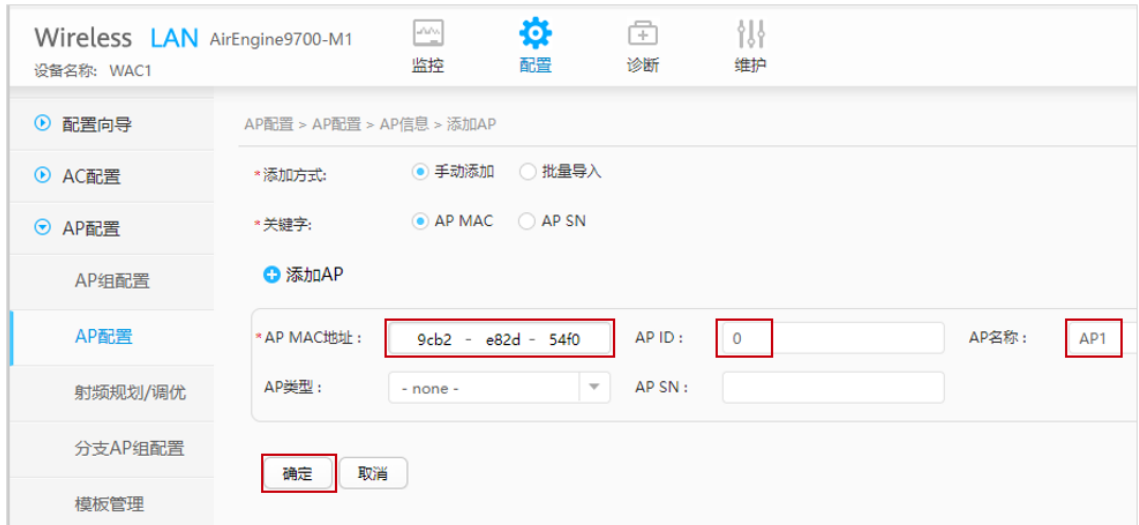 Wireless LAN AirEngine9700-M1
设备名称: WAC1
监控
配置
诊断
维护
配置向导
AC配置
AP配置
AP组配置
AP配置
射频规划/调优
分支AP组配置
模板管理
AP配置 > AP配置 > AP信息 > 添加AP
*添加方式: 手动添加 批量导入
*关键字: AP MAC AP SN
添加AP
*AP MAC地址： 9cb2 - e82d - 54f0 AP ID： 0 AP名称： AP1
AP类型： - none - AP SN：
确定 取消